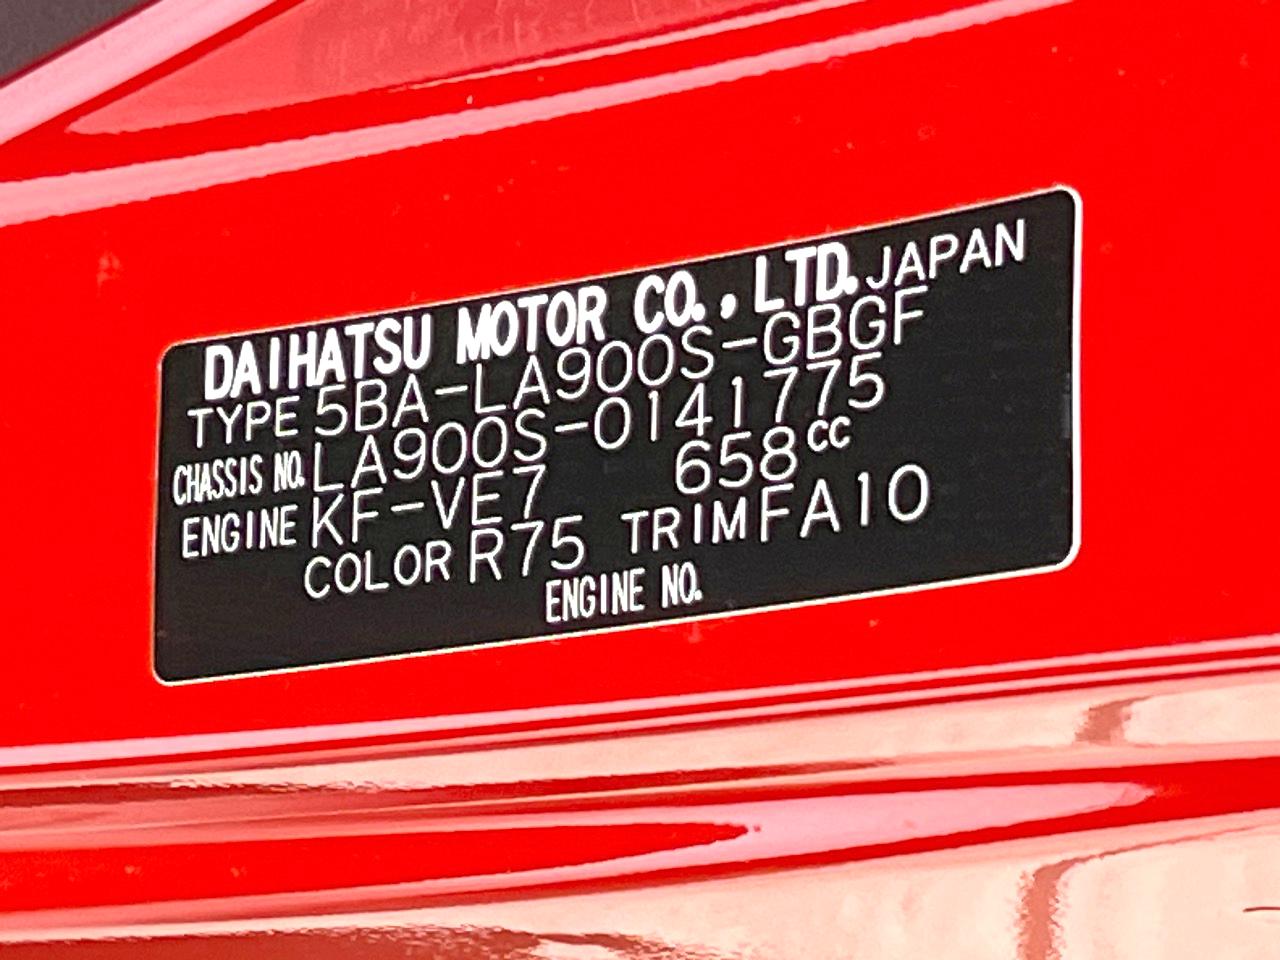 DAIHATSU MOTOR CO., LTD. JAPAN
TYPE 5BA-LA900S-GBGF
CHASSIS NO. LA900S-0141775
ENGINE KF-VE7 658cc
COLOR R75 TRIM FA10
ENGINE NO.